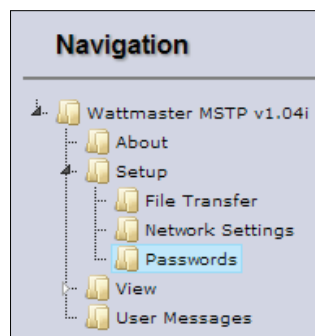 Navigation
Wattmaster MSTP v1.04i
About
Setup
File Transfer
Network Settings
Passwords
View
User Messages